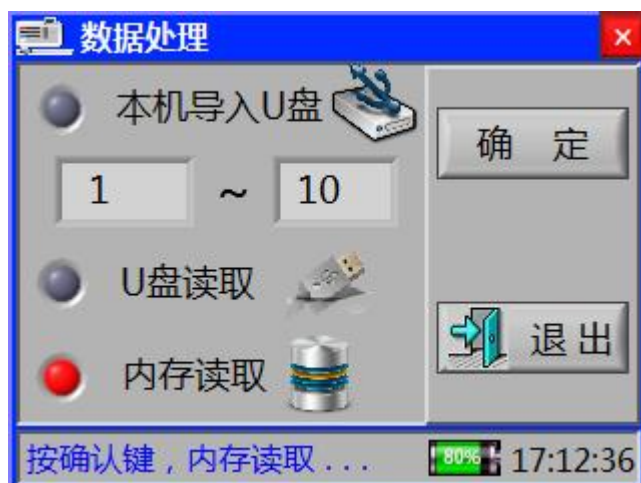 数据处理
本机导入U盘
确 定
1 ~ 10
U盘读取
退出
内存读取
按确认键，内存读取...
80%
17:12:36